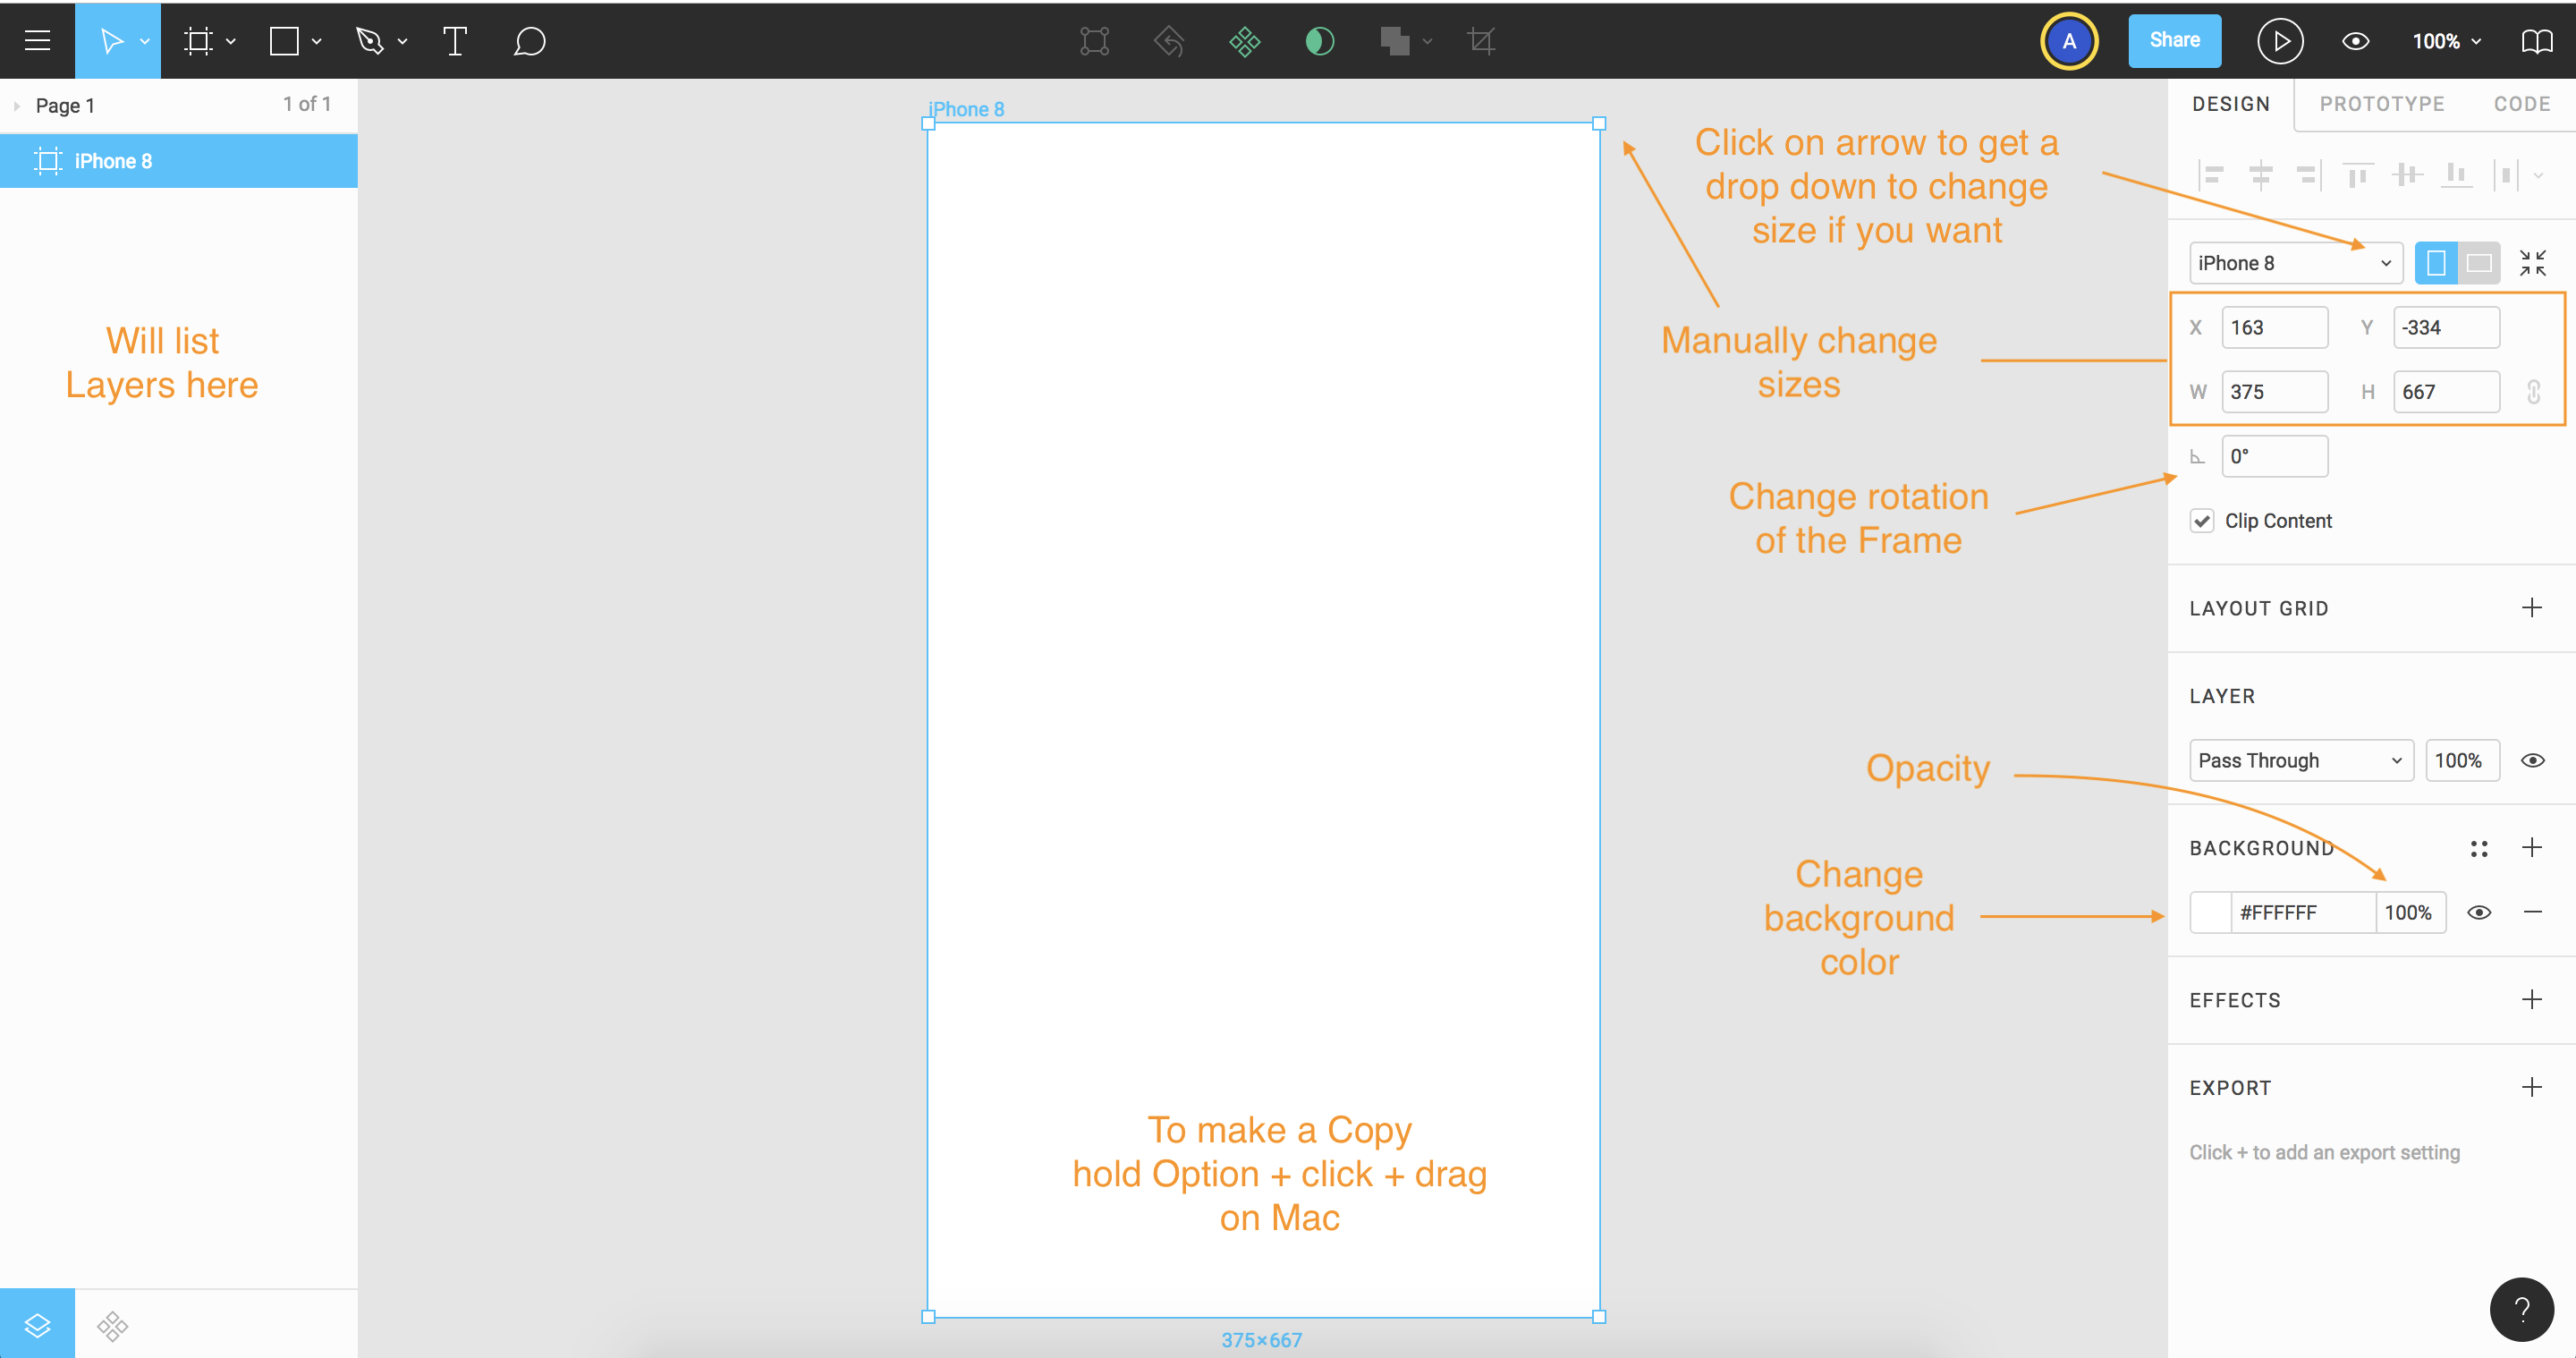 A
Share
100%
Page 1
1 of 1
iPhone 8
Will list
Layers here
iPhone 8
To make a Copy
hold Option + click + drag
on Mac
375×667
Click on arrow to get a
drop down to change
size if you want
Manually change
sizes
Change rotation
of the Frame
Opacity
Change
background
color
DESIGN
PROTOTYPE
CODE
iPhone 8
X 163 Y -334
W 375 H 667
0°
Clip Content
LAYOUT GRID
LAYER
Pass Through 100%
BACKGROUND
#FFFFFF 100%
EFFECTS
EXPORT
Click + to add an export setting
?